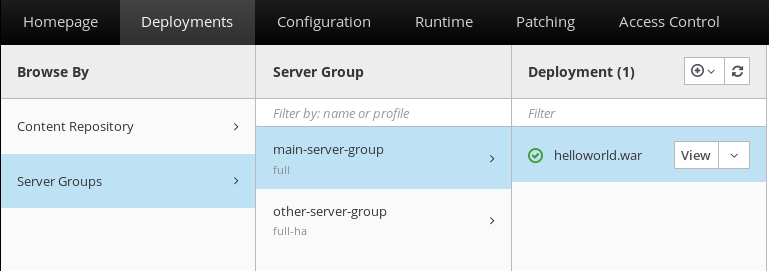 Homepage Deployments Configuration Runtime Patching Access Control
Browse By Server Group Deployment (1)
Filter by: name or profile Filter
Content Repository main-server-group helloworld.war View
full
Server Groups other-server-group
full-ha